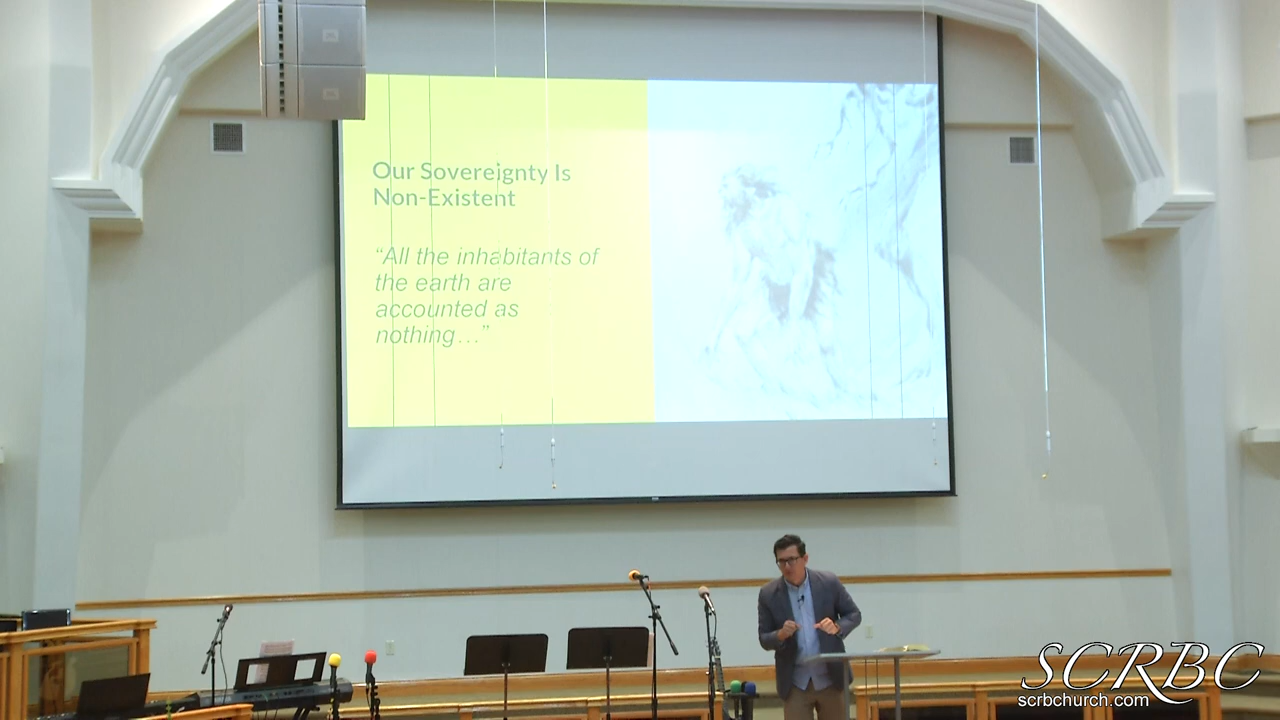 Our Sovereignty Is
Non-Existent
“All the inhabitants of
the earth are
accounted as
nothing…”
SCRBC
scrbchurch.com